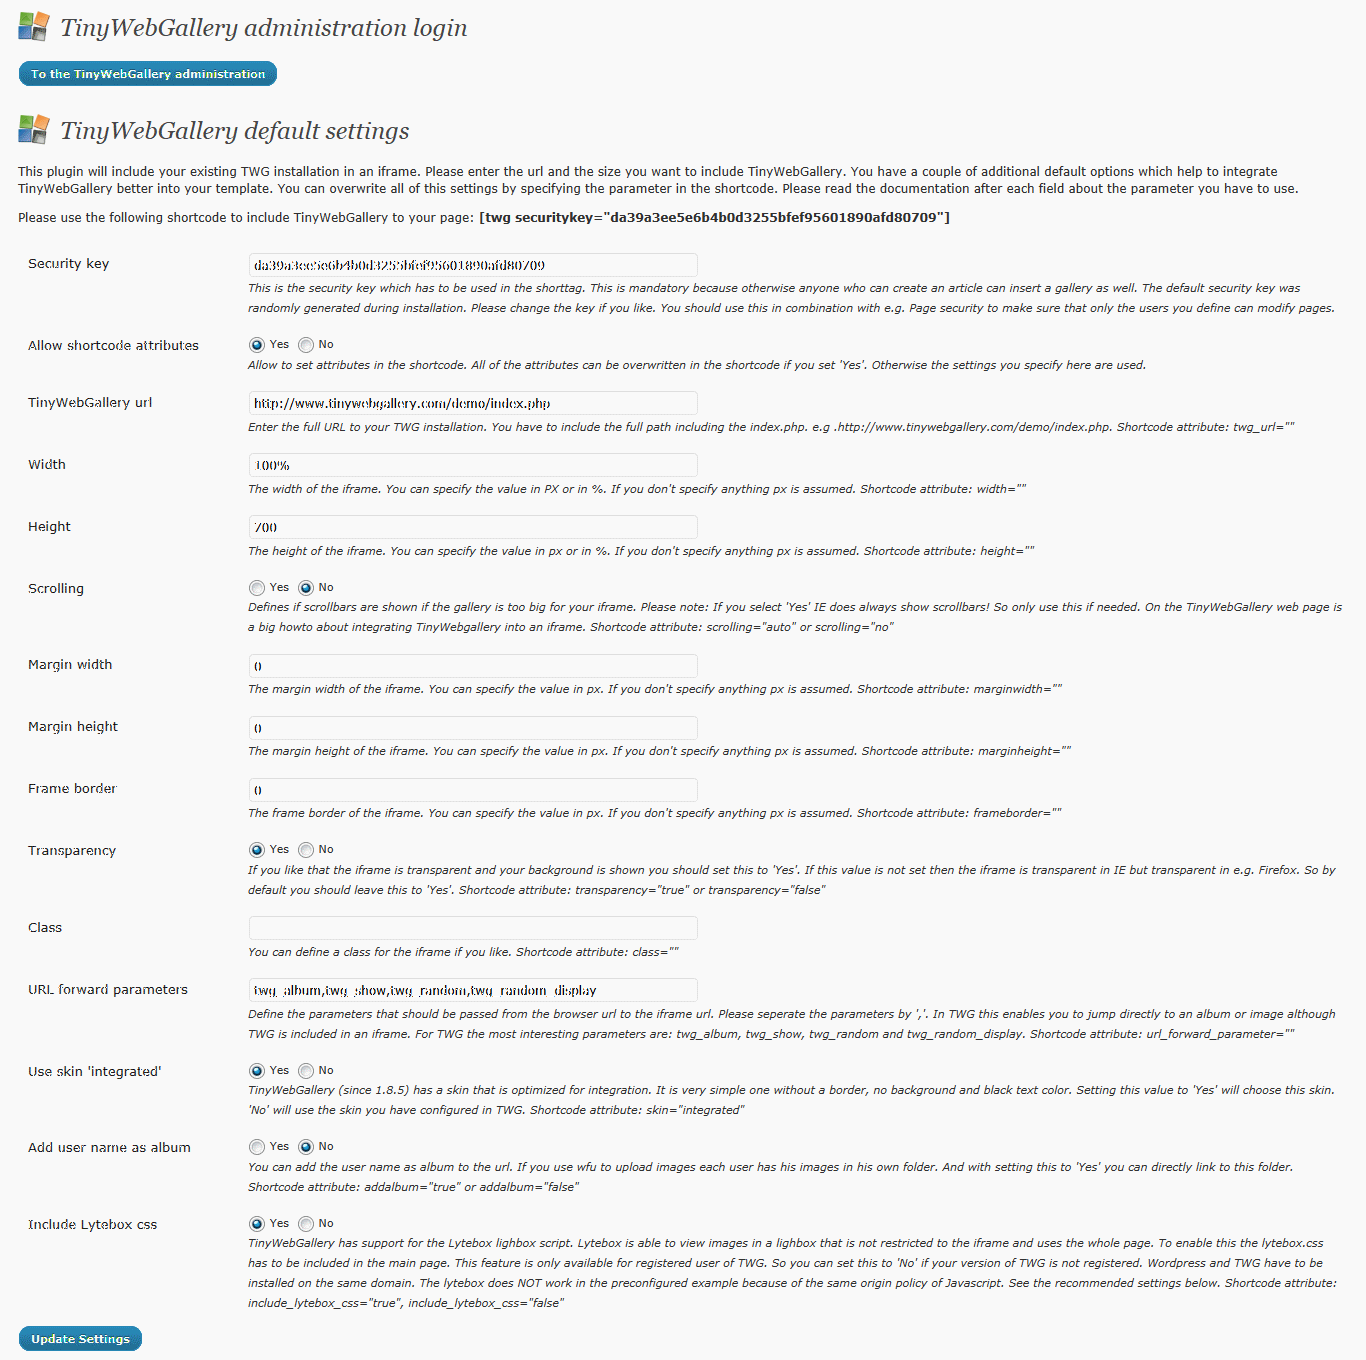 TinyWebGallery administration login
To the TinyWebGallery administration
TinyWebGallery default settings
This plugin will include your existing TWG installation in an iframe. Please enter the url and the size you want to include TinyWebGallery. You have a couple of additional default options which help to integrate
TinyWebGallery better into your template. You can overwrite all of this settings by specifying the parameter in the shortcode. Please read the documentation after each field about the parameter you have to use.
Please use the following shortcode to include TinyWebGallery to your page: [twg securitykey="da39a3ee5e6b4b0d3255bfef95601890afd80709"]
Security key
da39a3ee5e6b4b0d3255bfef95601890afd80709
This is the security key which has to be used in the shorttag. This is mandatory because otherwise anyone who can create an article can insert a gallery as well. The default security key was
randomly generated during installation. Please change the key if you like. You should use this in combination with e.g. Page security to make sure that only the users you define can modify pages.
Allow shortcode attributes
Yes No
Allow to set attributes in the shortcode. All of the attributes can be overwritten in the shortcode if you set 'Yes'. Otherwise the settings you specify here are used.
TinyWebGallery url
http://www.tinywebgallery.com/demo/index.php
Enter the full URL to your TWG installation. You have to include the full path including the index.php. e.g .http://www.tinywebgallery.com/demo/index.php. Shortcode attribute: twg_url=""
Width
100%
The width of the iframe. You can specify the value in PX or in %. If you don't specify anything px is assumed. Shortcode attribute: width=""
Height
700
The height of the iframe. You can specify the value in px or in %. If you don't specify anything px is assumed. Shortcode attribute: height=""
Scrolling
Yes No
Defines if scrollbars are shown if the gallery is too big for your iframe. Please note: If you select 'Yes' IE does always show scrollbars! So only use this if needed. On the TinyWebGallery web page is
a big howto about integrating TinyWebgallery into an iframe. Shortcode attribute: scrolling="auto" or scrolling="no"
Margin width
0
The margin width of the iframe. You can specify the value in px. If you don't specify anything px is assumed. Shortcode attribute: marginwidth=""
Margin height
0
The margin height of the iframe. You can specify the value in px. If you don't specify anything px is assumed. Shortcode attribute: marginheight=""
Frame border
0
The frame border of the iframe. You can specify the value in px. If you don't specify anything px is assumed. Shortcode attribute: frameborder=""
Transparency
Yes No
If you like that the iframe is transparent and your background is shown you should set this to 'Yes'. If this value is not set then the iframe is transparent in IE but transparent in e.g. Firefox. So by
default you should leave this to 'Yes'. Shortcode attribute: transparency="true" or transparency="false"
Class
You can define a class for the iframe if you like. Shortcode attribute: class=""
URL forward parameters
twg_album,twg_show,twg_random,twg_random_display
Define the parameters that should be passed from the browser url to the iframe url. Please seperate the parameters by ','. In TWG this enables you to jump directly to an album or image although
TWG is included in an iframe. For TWG the most interesting parameters are: twg_album, twg_show, twg_random and twg_random_display. Shortcode attribute: url_forward_parameter=""
Use skin 'integrated'
Yes No
TinyWebGallery (since 1.8.5) has a skin that is optimized for integration. It is very simple one without a border, no background and black text color. Setting this value to 'Yes' will choose this skin.
'No' will use the skin you have configured in TWG. Shortcode attribute: skin="integrated"
Add user name as album
Yes No
You can add the user name as album to the url. If you use wfu to upload images each user has his images in his own folder. And with setting this to 'Yes' you can directly link to this folder.
Shortcode attribute: addalbum="true" or addalbum="false"
Include Lytebox css
Yes No
TinyWebGallery has support for the Lytebox lighbox script. Lytebox is able to view images in a lighbox that is not restricted to the iframe and uses the whole page. To enable this the lytebox.css
has to be included in the main page. This feature is only available for registered user of TWG. So you can set this to 'No' if your version of TWG is not registered. Wordpress and TWG have to be
installed on the same domain. The lytebox does NOT work in the preconfigured example because of the same origin policy of Javascript. See the recommended settings below. Shortcode attribute:
include_lytebox_css="true", include_lytebox_css="false"
Update Settings